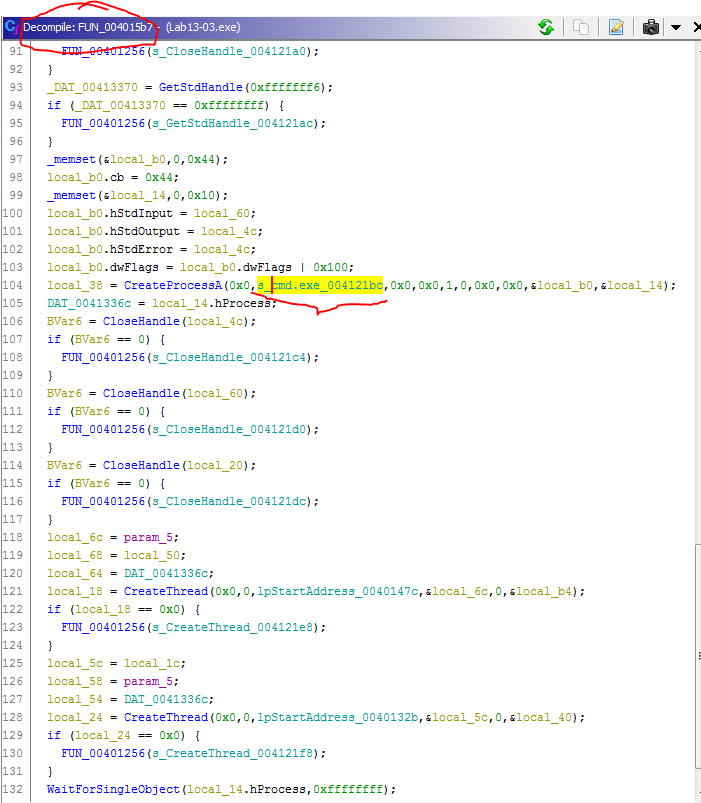 Decompile: FUN_004015b7 - (Lab13-03.exe)
91 FUN_00401256(s_CloseHandle_004121a0);
92 }
93 _DAT_00413370 = GetStdHandle(0xfffffff6);
94 if (_DAT_00413370 == 0xffffffff) {
95 FUN_00401256(s_GetStdHandle_004121ac);
96 }
97 _memset(&local_b0,0,0x44);
98 local_b0.cb = 0x44;
99 _memset(&local_14,0,0x10);
100 local_b0.hStdInput = local_60;
101 local_b0.hStdOutput = local_4c;
102 local_b0.hStdError = local_4c;
103 local_b0.dwFlags = local_b0.dwFlags | 0x100;
104 local_38 = CreateProcessA(0x0,s_cmd.exe_004121bc,0x0,0x0,1,0,0x0,0x0,&local_b0,&local_14);
105 DAT_0041336c = local_14.hProcess;
106 BVar6 = CloseHandle(local_4c);
107 if (BVar6 == 0) {
108 FUN_00401256(s_CloseHandle_004121c4);
109 }
110 BVar6 = CloseHandle(local_60);
111 if (BVar6 == 0) {
112 FUN_00401256(s_CloseHandle_004121d0);
113 }
114 BVar6 = CloseHandle(local_20);
115 if (BVar6 == 0) {
116 FUN_00401256(s_CloseHandle_004121dc);
117 }
118 local_6c = param_5;
119 local_68 = local_50;
120 local_64 = DAT_0041336c;
121 local_18 = CreateThread(0x0,0,lpStartAddress_0040147c,&local_6c,0,&local_b4);
122 if (local_18 == 0x0) {
123 FUN_00401256(s_CreateThread_004121e8);
124 }
125 local_5c = local_1c;
126 local_58 = param_5;
127 local_54 = DAT_0041336c;
128 local_24 = CreateThread(0x0,0,lpStartAddress_0040132b,&local_5c,0,&local_40);
129 if (local_24 == 0x0) {
130 FUN_00401256(s_CreateThread_004121f8);
131 }
132 WaitForSingleObject(local_14.hProcess,0xffffffff);